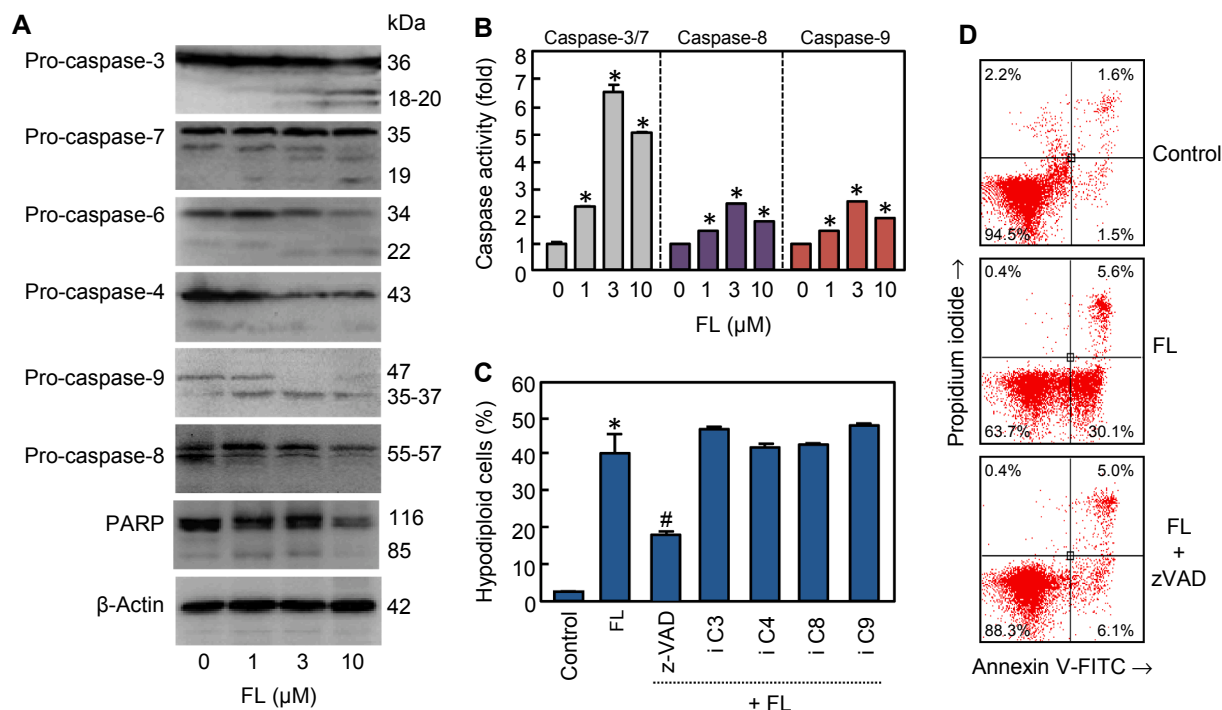 A
kDa
Pro-caspase-3
36
18-20
Pro-caspase-7
35
19
Pro-caspase-6
34
22
Pro-caspase-4
43
Pro-caspase-9
47
35-37
Pro-caspase-8
55-57
PARP
116
85
β-Actin
42
0 1 3 10
FL (µM)
B
Caspase-3/7 Caspase-8 Caspase-9
Caspase activity (fold)
8
7
6
5
4
3
2
1
0
* * * * * * * * *
0 1 3 10 0 1 3 10 0 1 3 10
FL (µM)
C
Hypodiploid cells (%)
60
50
40
30
20
10
0
* #
Control FL z-VAD i C3 i C4 i C8 i C9
+ FL
D
2.2% 1.6%
94.5% 1.5%
Control
0.4% 5.6%
63.7% 30.1%
FL
0.4% 5.0%
88.3% 6.1%
FL
+
zVAD
Propidium iodide →
Annexin V-FITC →